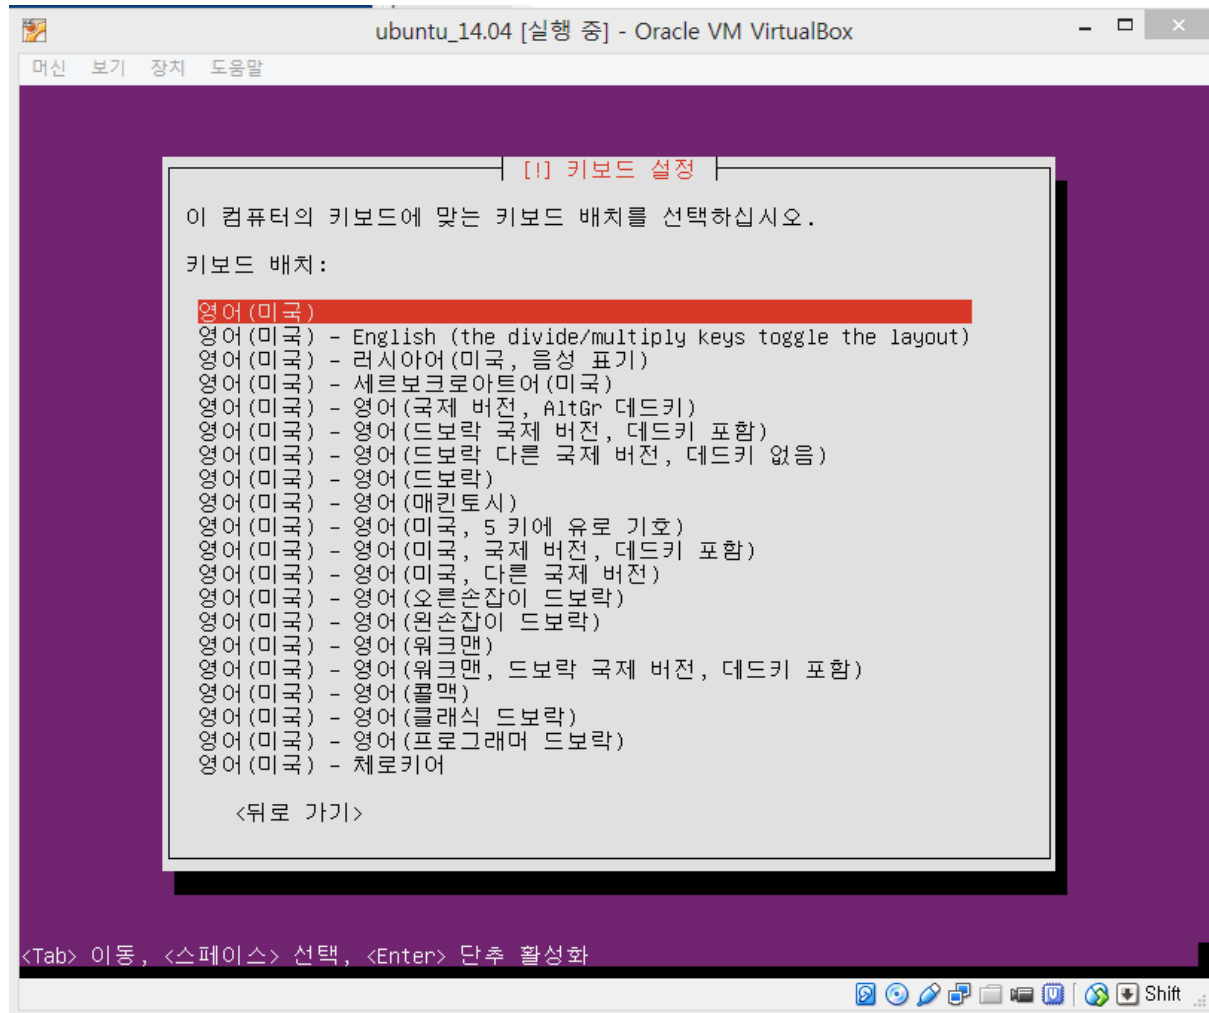 ubuntu_14.04 [실행 중] - Oracle VM VirtualBox
머신 보기 장치 도움말
[!] 키보드 설정
이 컴퓨터의 키보드에 맞는 키보드 배치를 선택하십시오.
키보드 배치:
영어(미국)
영어(미국) - English (the divide/multiply keys toggle the layout)
영어(미국) - 러시아어(미국, 음성 표기)
영어(미국) - 세르보크로아트어(미국)
영어(미국) - 영어(국제 버전, AltGr 데드키)
영어(미국) - 영어(드보락 국제 버전, 데드키 포함)
영어(미국) - 영어(드보락 다른 국제 버전, 데드키 없음)
영어(미국) - 영어(드보락)
영어(미국) - 영어(매킨토시)
영어(미국) - 영어(미국, 5 키에 유로 기호)
영어(미국) - 영어(미국, 국제 버전, 데드키 포함)
영어(미국) - 영어(미국, 다른 국제 버전)
영어(미국) - 영어(오른손잡이 드보락)
영어(미국) - 영어(왼손잡이 드보락)
영어(미국) - 영어(워크맨)
영어(미국) - 영어(워크맨, 드보락 국제 버전, 데드키 포함)
영어(미국) - 영어(콜맥)
영어(미국) - 영어(클래식 드보락)
영어(미국) - 영어(프로그래머 드보락)
영어(미국) - 체로키어
<뒤로 가기>
<Tab> 이동, <스페이스> 선택, <Enter> 단추 활성화
Shift